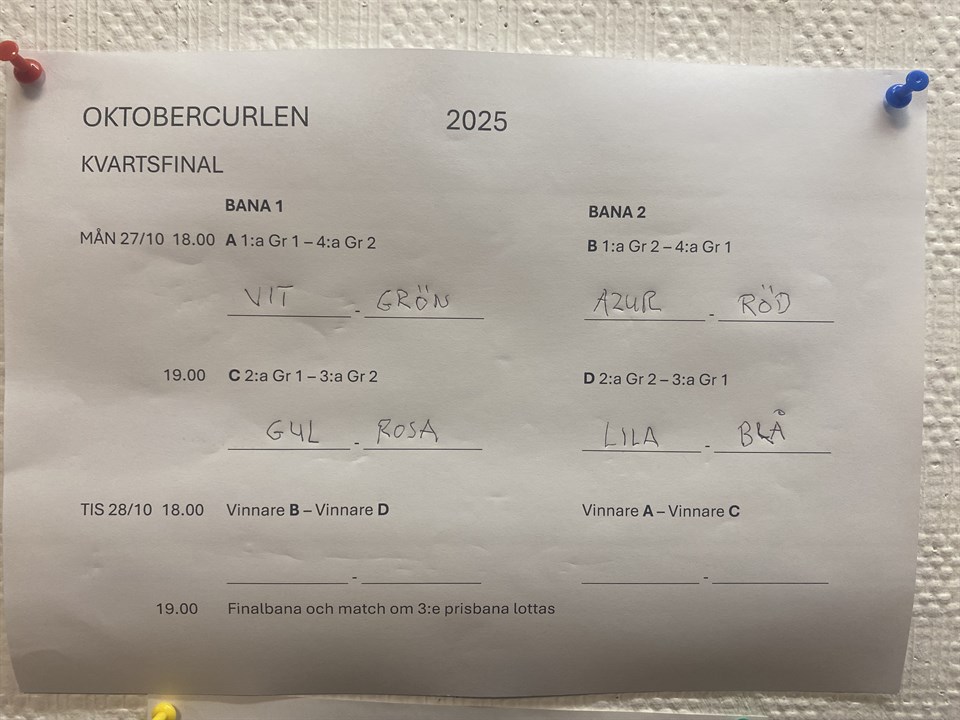 OKTOBERCURLEN 2025
KVARTSFINAL
BANA 1 BANA 2
MÅN 27/10 18.00 A 1:a Gr 1 – 4:a Gr 2 B 1:a Gr 2 – 4:a Gr 1
VIT - GRÖN AZUR - RÖD
19.00 C 2:a Gr 1 – 3:a Gr 2 D 2:a Gr 2 – 3:a Gr 1
GUL - ROSA LILA - BLÅ
TIS 28/10 18.00 Vinnare B – Vinnare D Vinnare A – Vinnare C
- -
19.00 Finalbana och match om 3:e prisbana lottas